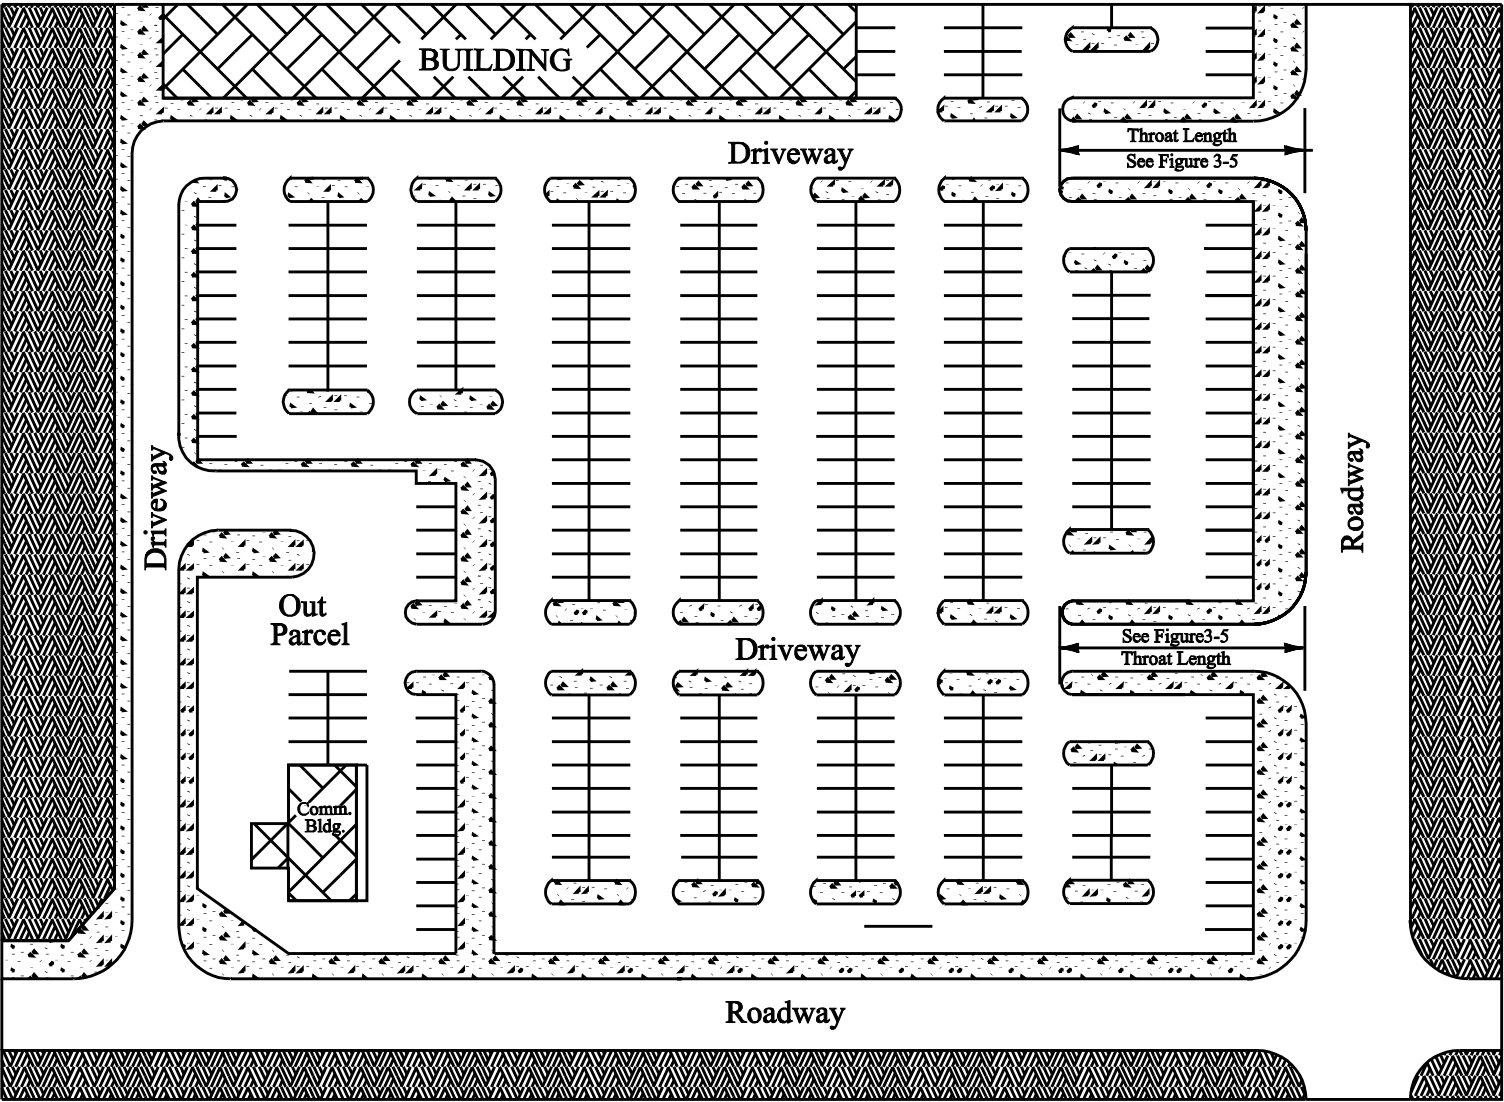 BUILDING
Throat Length
See Figure 3-5
Driveway
Driveway
Roadway
Out
Parcel
See Figure3-5
Throat Length
Driveway
Comm.
Bldg.
Roadway